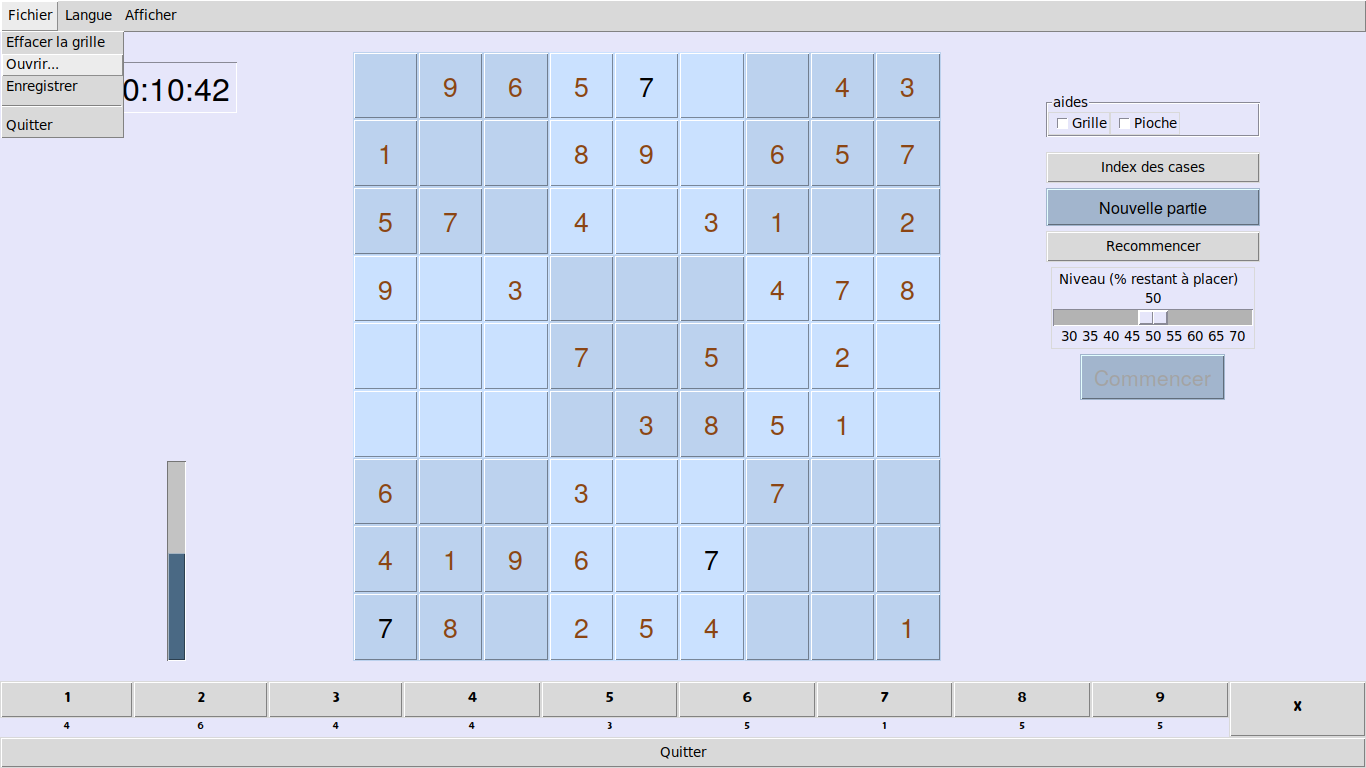 Fichier Langue Afficher
Effacer la grille
Ouvrir...
Enregistrer
Quitter
0:10:42
9 6 5 7 4 3
1 8 9 6 5 7
5 7 4 3 1 2
9 3 4 7 8
7 5 2
3 8 5 1
6 3 7
4 1 9 6 7
7 8 2 5 4 1
aides
Grille Pioche
Index des cases
Nouvelle partie
Recommencer
Niveau (% restant à placer)
50
30 35 40 45 50 55 60 65 70
Commencer
1 2 3 4 5 6 7 8 9 x
4 6 4 4 3 5 1 5 5
Quitter